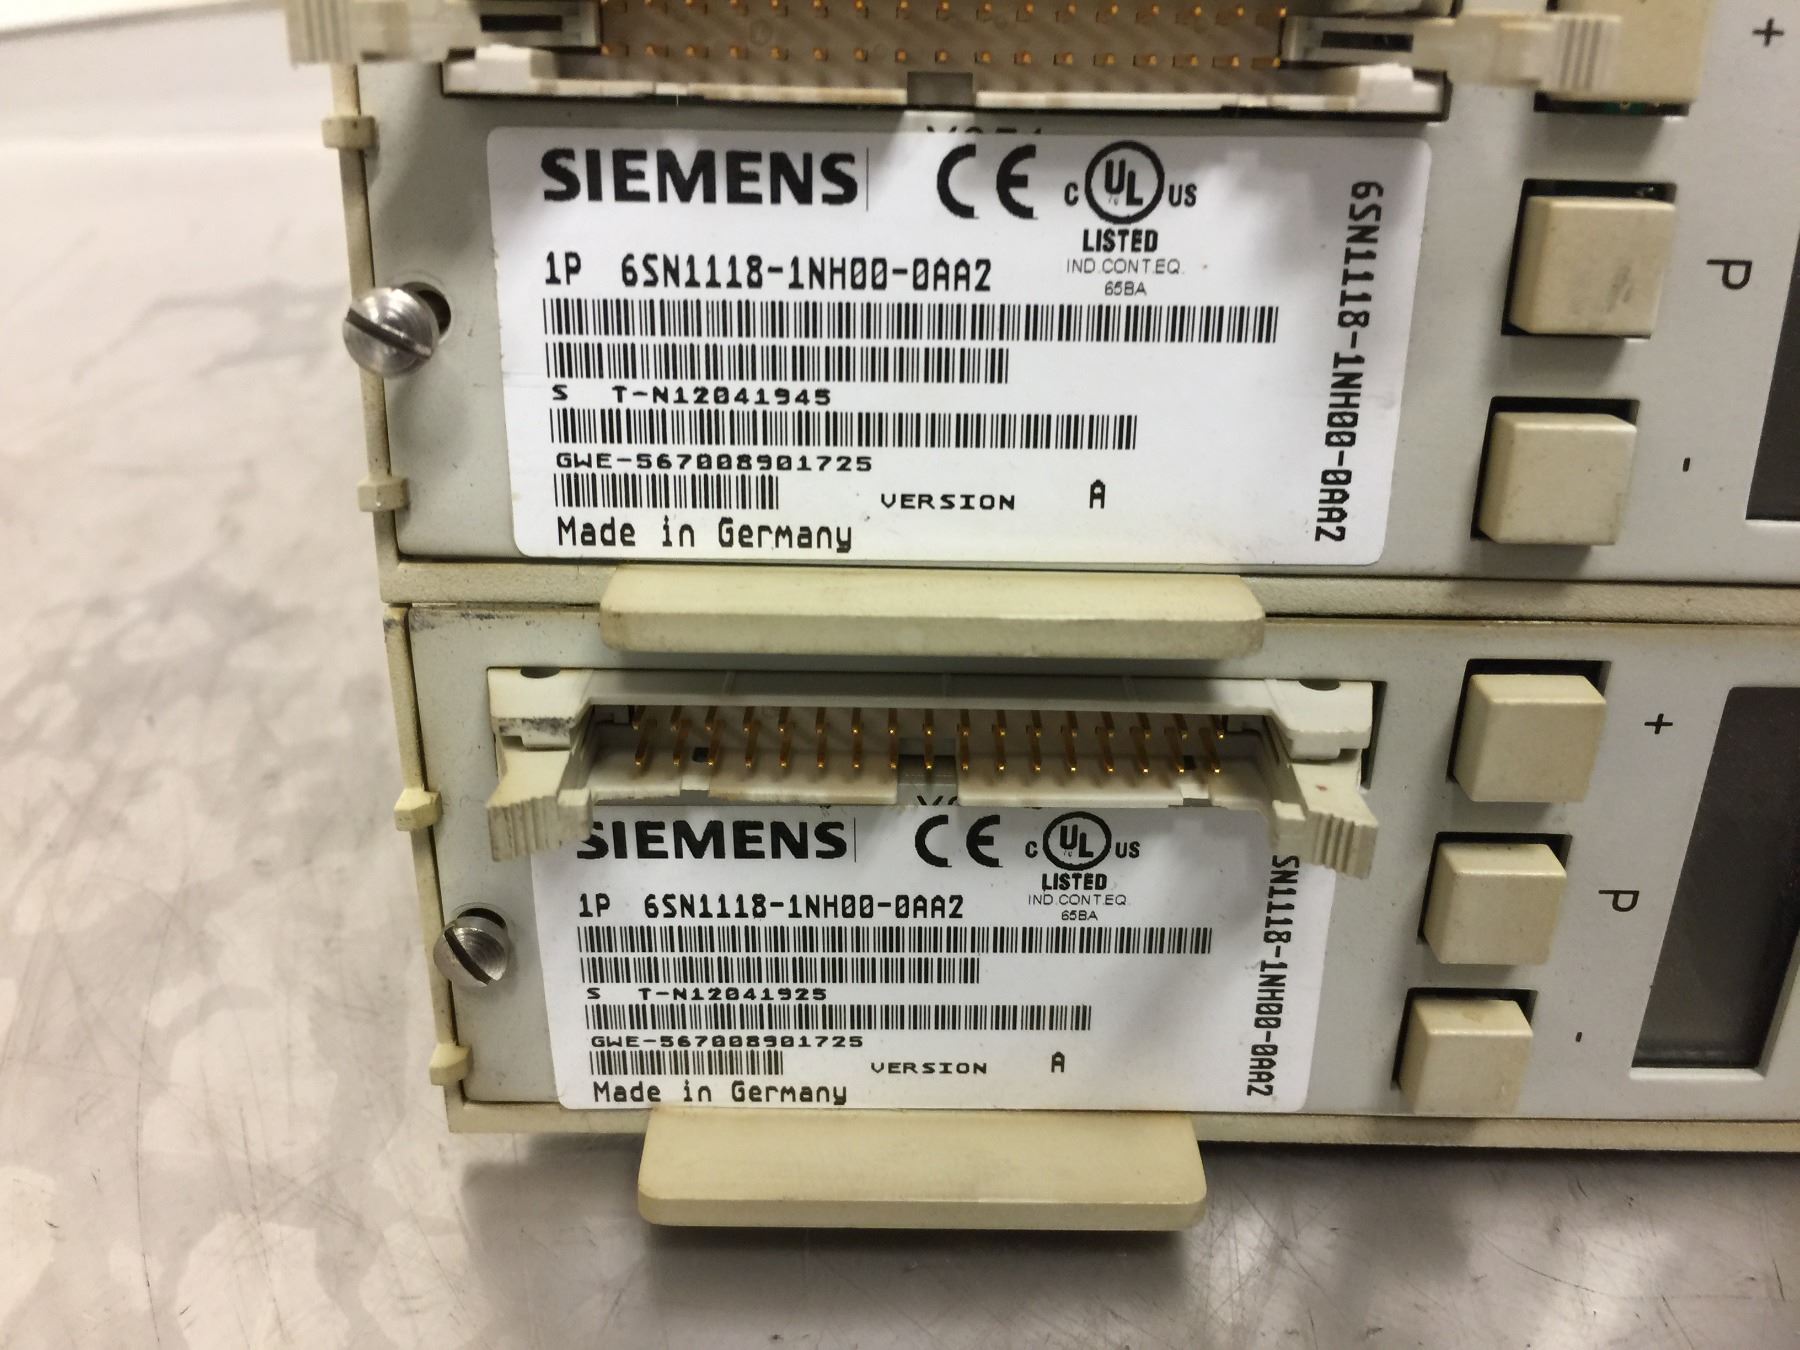 +
SIEMENS CE C UL US
LISTED
1P 6SN1118-1NH00-0AA2 IND.CONT.EQ.
65BA
S T-N12041945
GWE-567008901725
VERSION A
Made in Germany
6SN1118-1NH00-0AA2
P
-
+
SIEMENS CE C UL US
LISTED
1P 6SN1118-1NH00-0AA2 IND.CONT.EQ.
65BA
S T-N12041925
GWE-567008901725
VERSION A
Made in Germany
SN1118-1NH00-0AA2
P
-